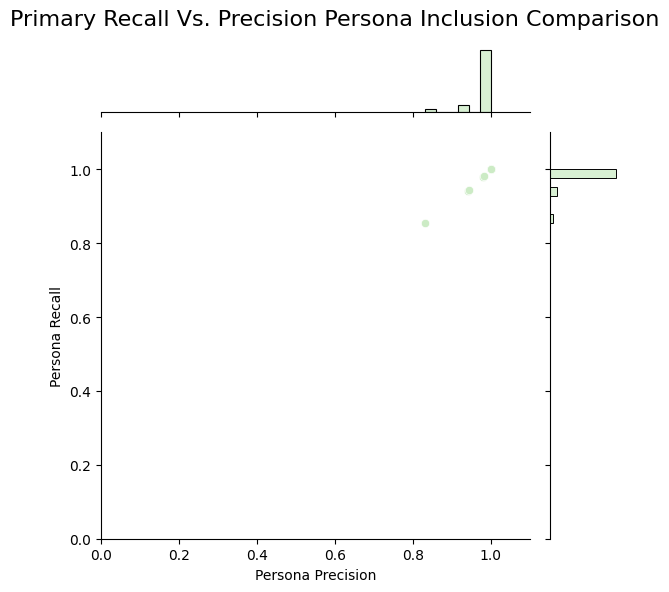 Primary Recall Vs. Precision Persona Inclusion Comparison
1.0
0.8
0.6
0.4
0.2
0.0
Persona Recall
0.0 0.2 0.4 0.6 0.8 1.0
Persona Precision